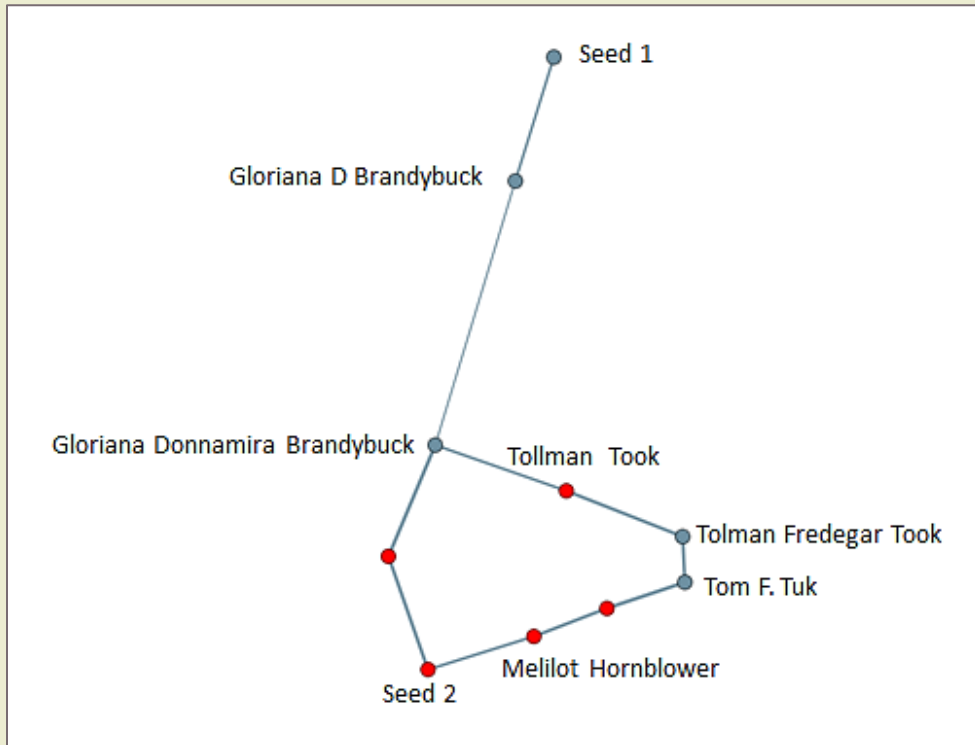 Seed 1
Gloriana D Brandybuck
Gloriana Donnamira Brandybuck
Tollman Took
Tolman Fredegar Took
Tom F. Tuk
Melilot Hornblower
Seed 2